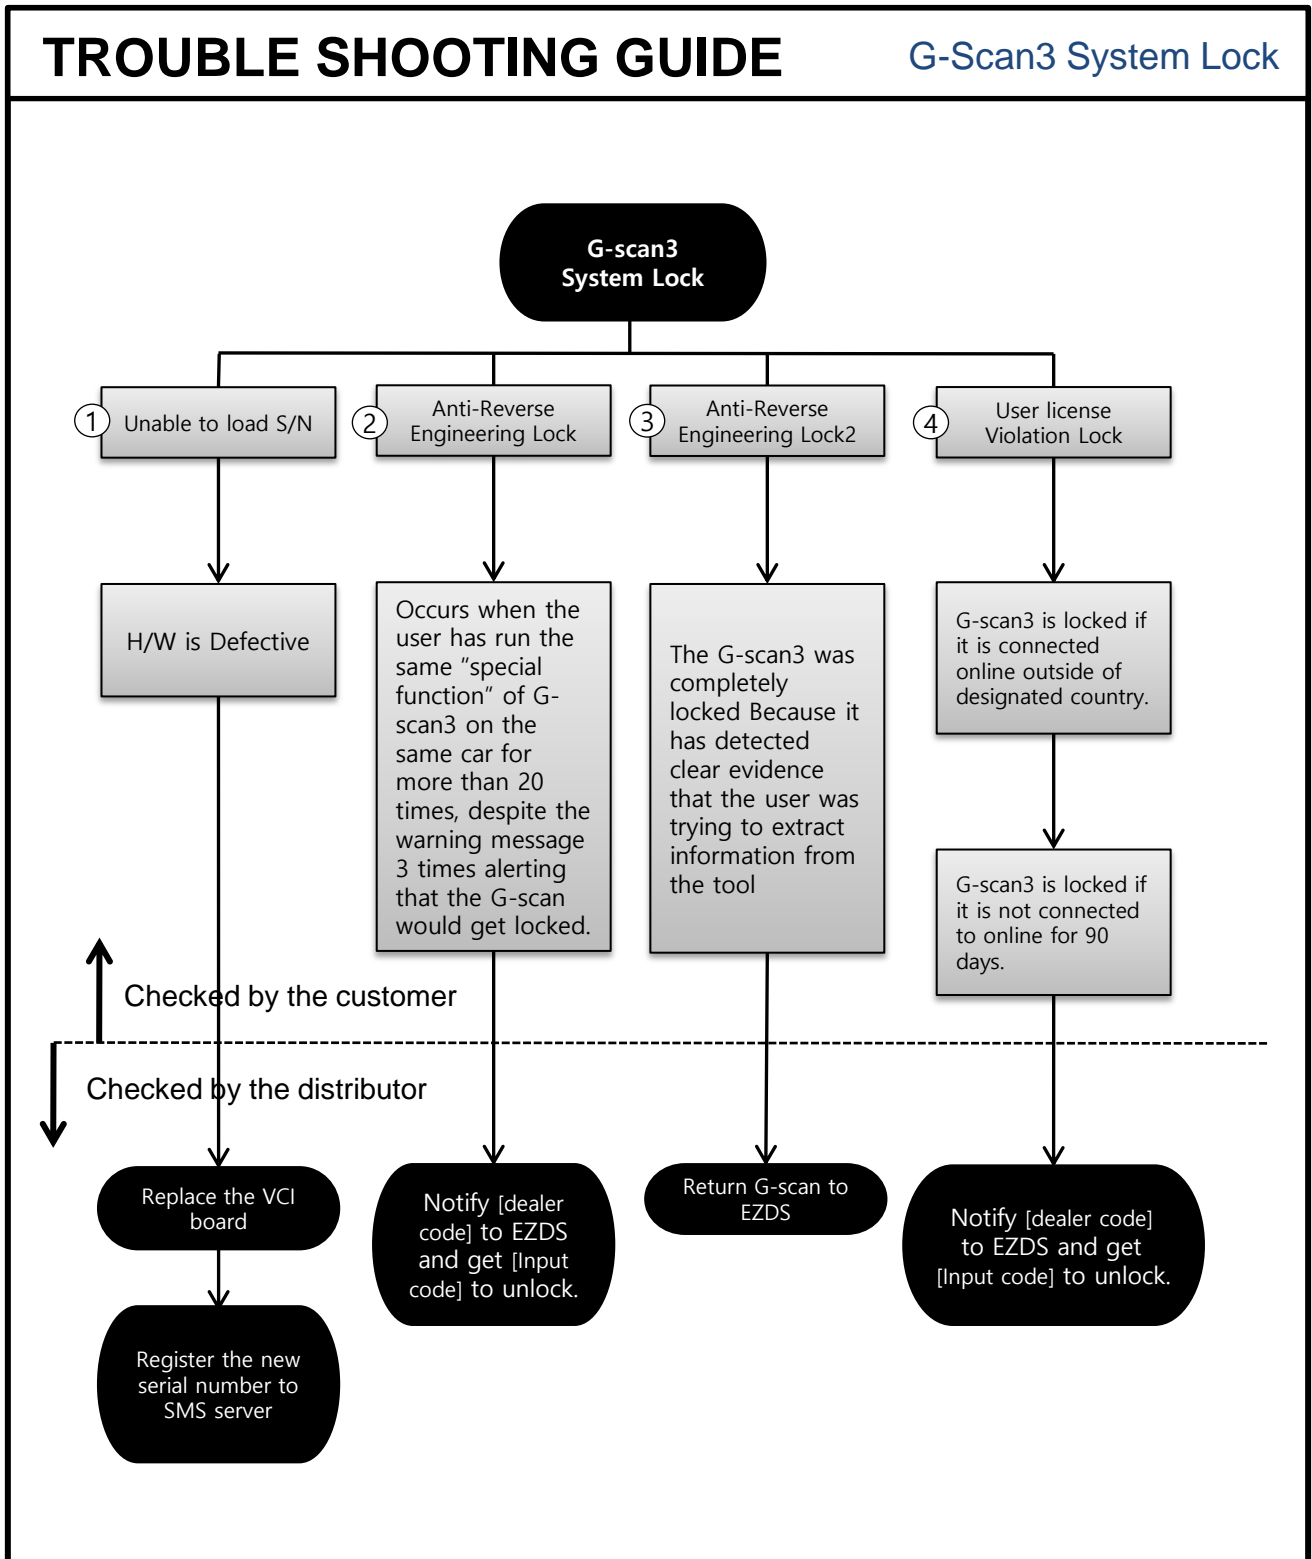 TROUBLE SHOOTING GUIDE
G-Scan3 System Lock
G-scan3
System Lock
1
Unable to load S/N
2
Anti-Reverse
Engineering Lock
3
Anti-Reverse
Engineering Lock2
4
User license
Violation Lock
H/W is Defective
Occurs when the
user has run the
same "special
function" of G-
scan3 on the
same car for
more than 20
times, despite the
warning message
3 times alerting
that the G-scan
would get locked.
The G-scan3 was
completely
locked Because it
has detected
clear evidence
that the user was
trying to extract
information from
the tool
G-scan3 is locked if
it is connected
online outside of
designated country.
G-scan3 is locked if
it is not connected
to online for 90
days.
Checked by the customer
Checked by the distributor
Replace the VCI
board
Register the new
serial number to
SMS server
Notify [dealer
code] to EZDS
and get [Input
code] to unlock.
Return G-scan to
EZDS
Notify [dealer code]
to EZDS and get
[Input code] to unlock.